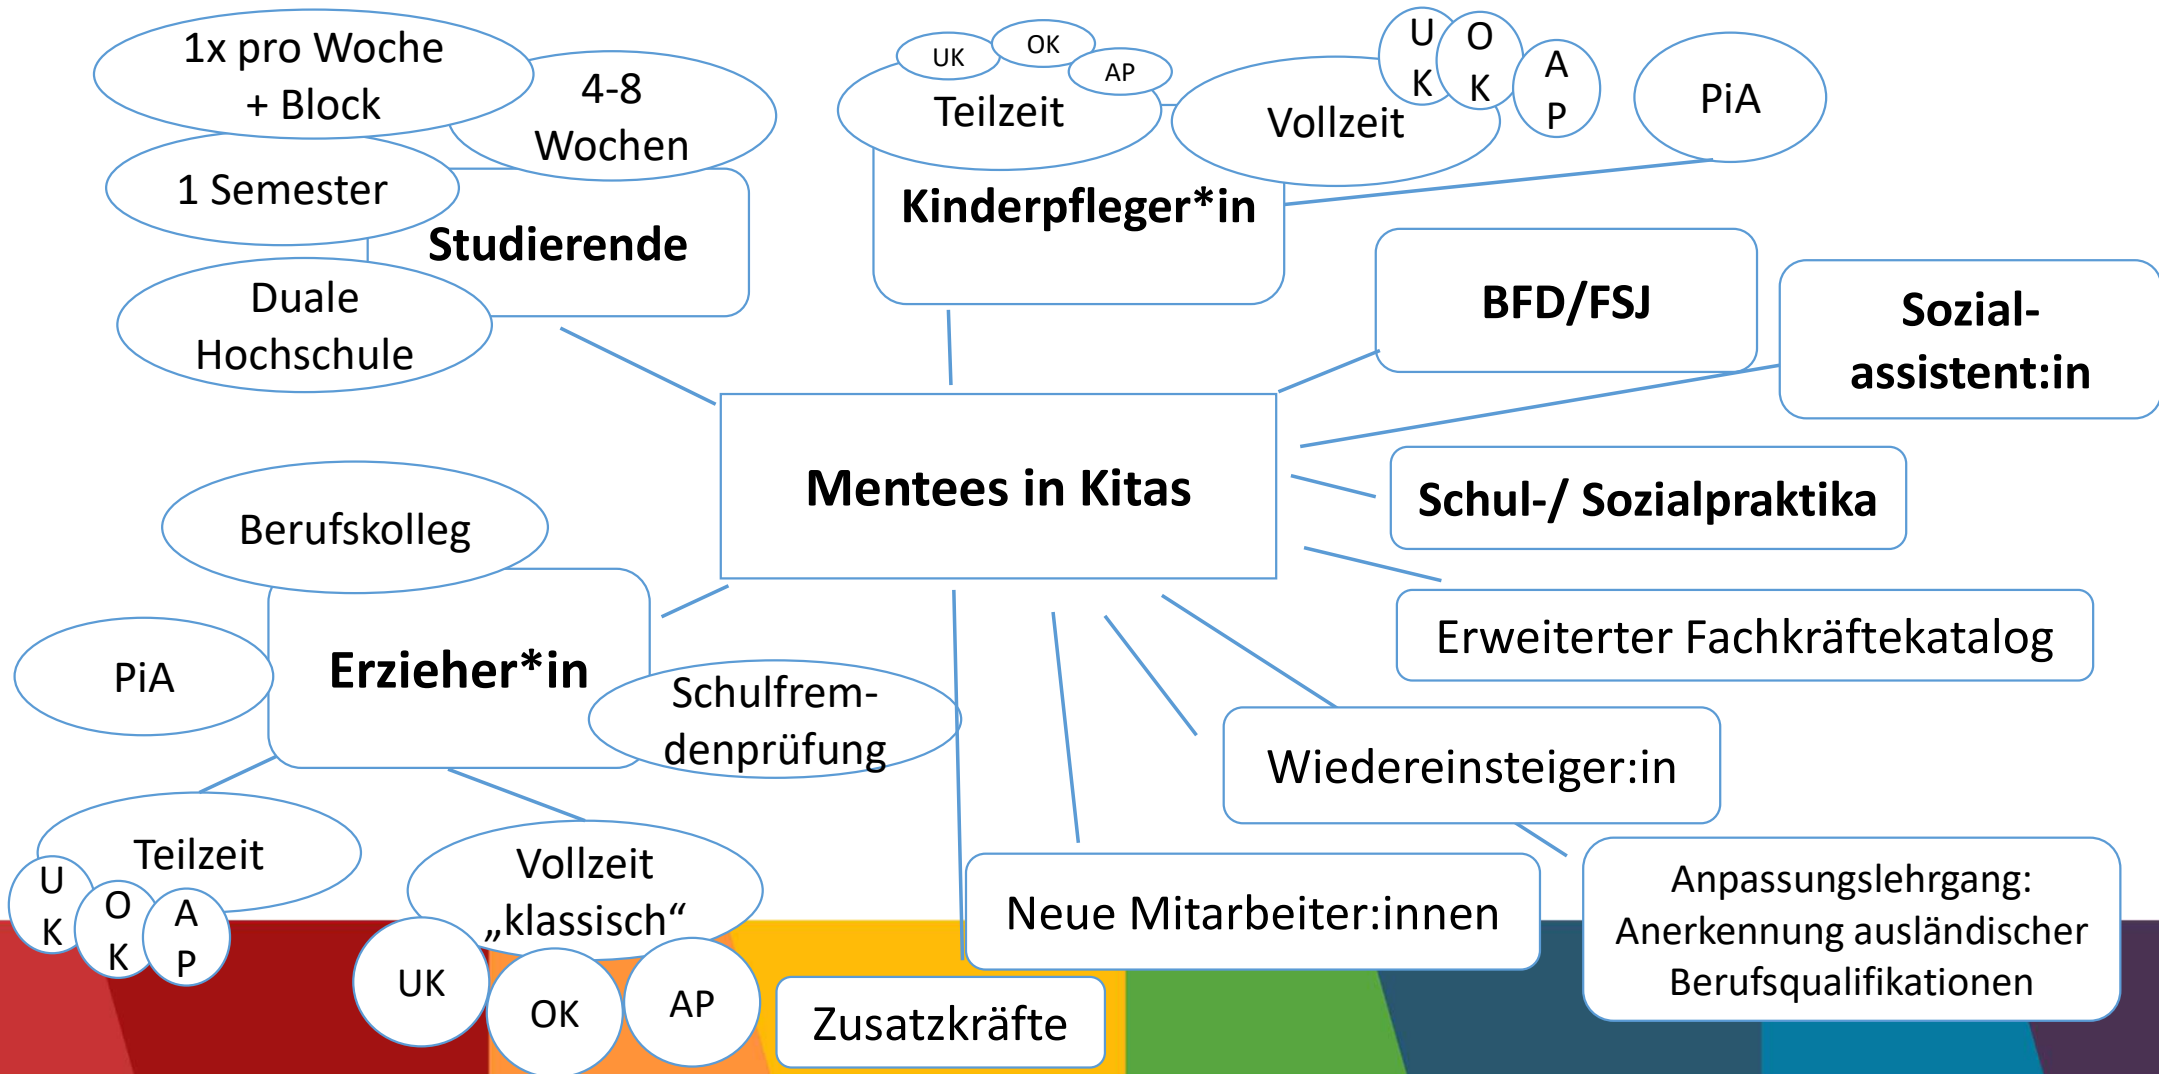 1x pro Woche
+ Block
4-8
Wochen
1 Semester
Studierende
Duale
Hochschule
UK
OK
AP
Teilzeit
Vollzeit
U
K
O
K
A
P
PiA
Kinderpfleger*in
BFD/FSJ
Sozial-
assistent:in
Mentees in Kitas
Schul-/ Sozialpraktika
Erweiterter Fachkräftekatalog
Wiedereinsteiger:in
Anpassungslehrgang:
Anerkennung ausländischer
Berufsqualifikationen
Neue Mitarbeiter:innen
Zusatzkräfte
Berufskolleg
PiA
Erzieher*in
Schulfrem-
denprüfung
Teilzeit
U
K
O
K
A
P
Vollzeit
„klassisch“
UK
OK
AP